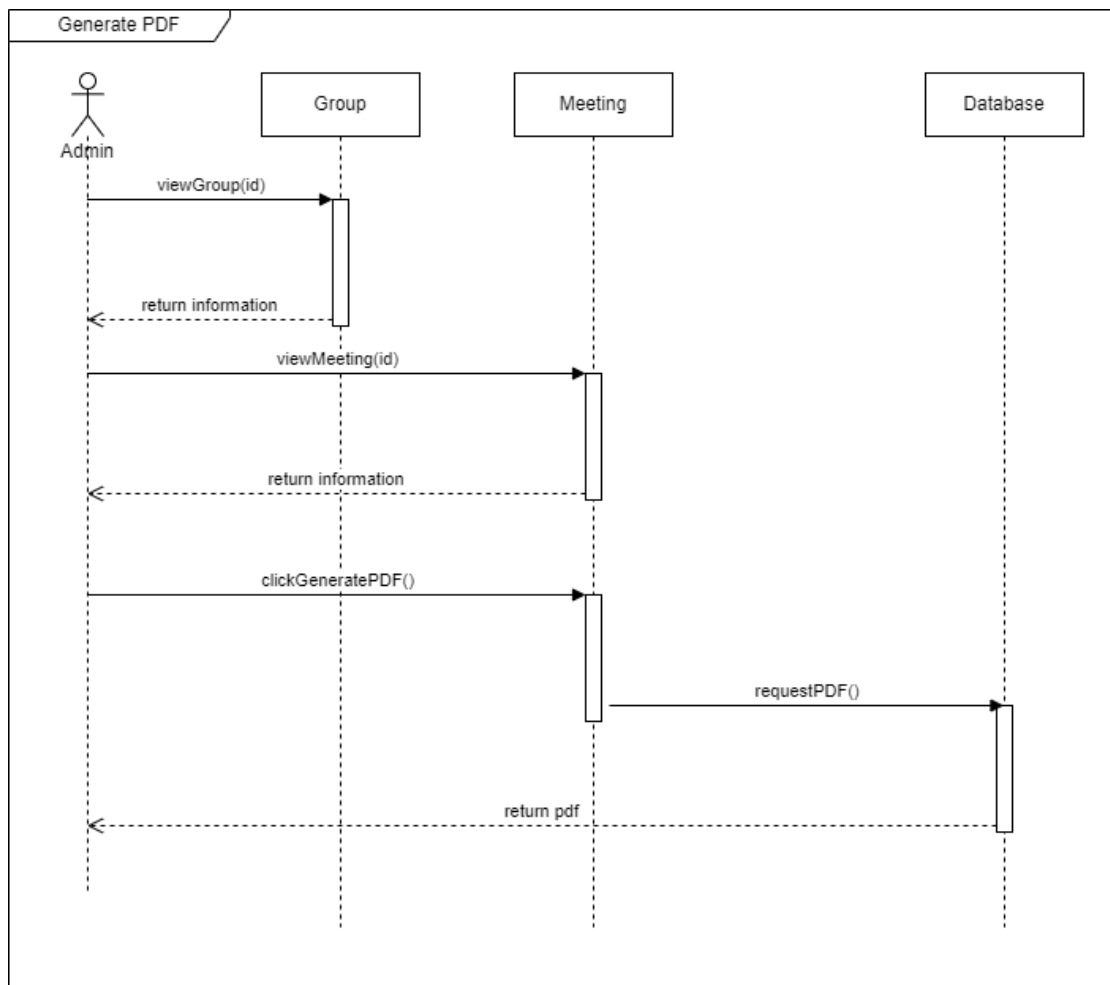 Generate PDF
Group
Meeting
Database
Admin
viewGroup(id)
return information
viewMeeting(id)
return information
clickGeneratePDF()
requestPDF()
return pdf